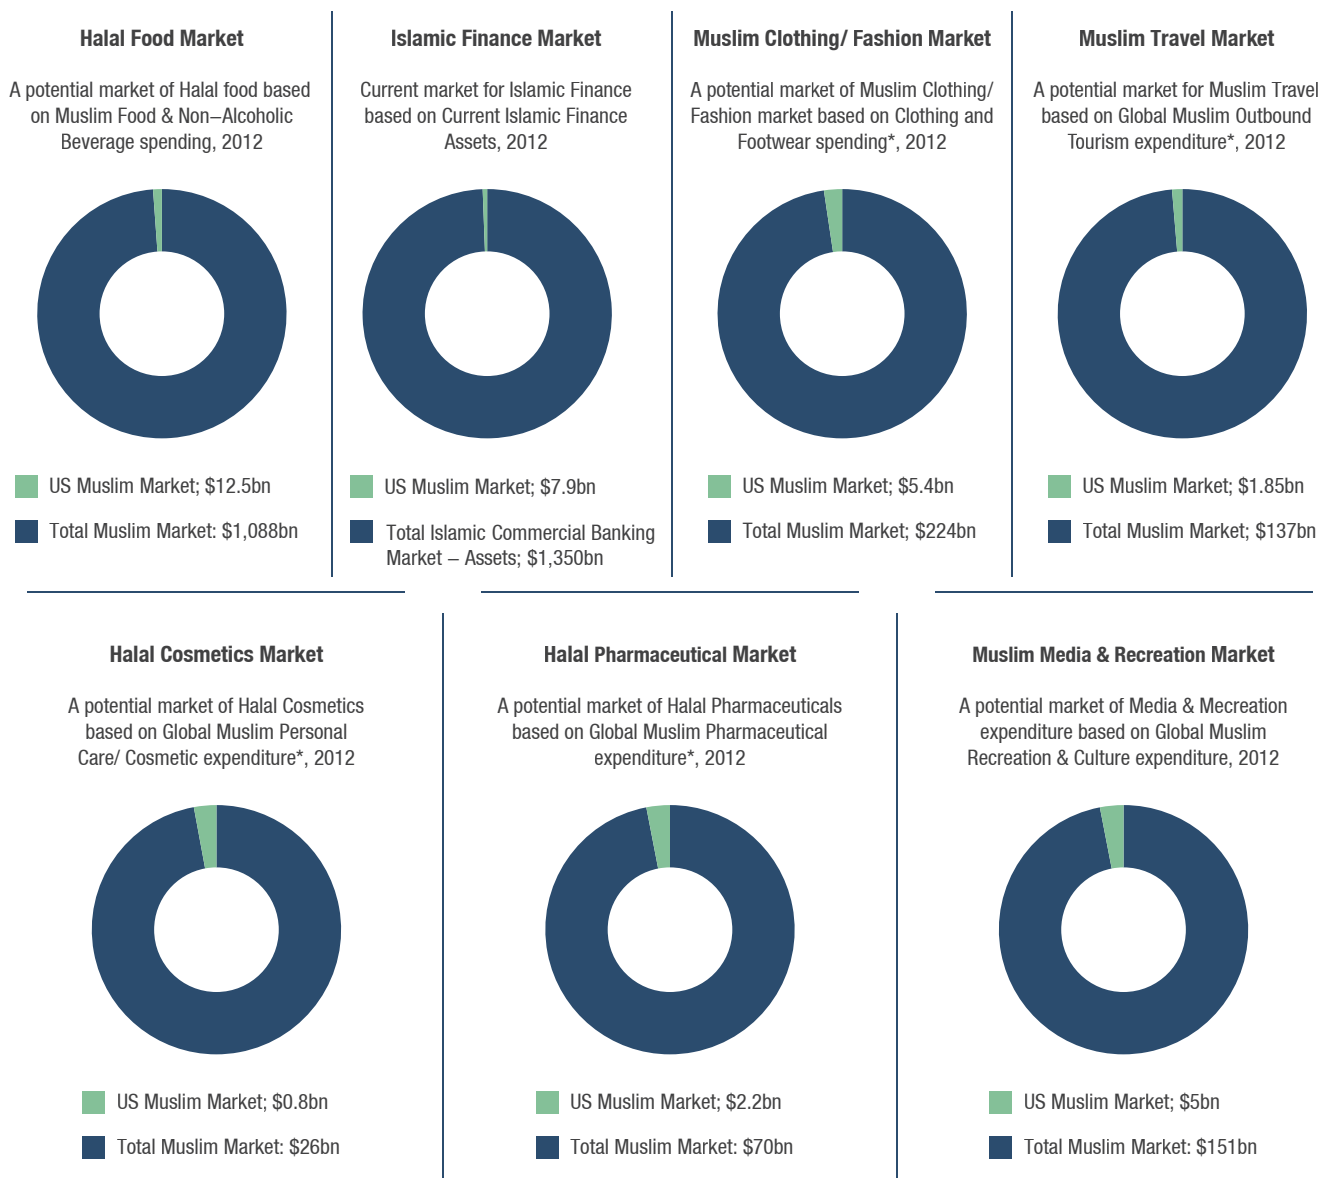 Halal Food Market
A potential market of Halal food based
on Muslim Food & Non–Alcoholic
Beverage spending, 2012
US Muslim Market; $12.5bn
Total Muslim Market: $1,088bn
Islamic Finance Market
Current market for Islamic Finance
based on Current Islamic Finance
Assets, 2012
US Muslim Market; $7.9bn
Total Islamic Commercial Banking
Market – Assets; $1,350bn
Muslim Clothing/ Fashion Market
A potential market of Muslim Clothing/
Fashion market based on Clothing and
Footwear spending*, 2012
US Muslim Market; $5.4bn
Total Muslim Market; $224bn
Muslim Travel Market
A potential market for Muslim Travel
based on Global Muslim Outbound
Tourism expenditure*, 2012
US Muslim Market; $1.85bn
Total Muslim Market; $137bn
Halal Cosmetics Market
A potential market of Halal Cosmetics
based on Global Muslim Personal
Care/ Cosmetic expenditure*, 2012
US Muslim Market; $0.8bn
Total Muslim Market: $26bn
Halal Pharmaceutical Market
A potential market of Halal Pharmaceuticals
based on Global Muslim Pharmaceutical
expenditure*, 2012
US Muslim Market; $2.2bn
Total Muslim Market: $70bn
Muslim Media & Recreation Market
A potential market of Media & Mecreation
expenditure based on Global Muslim
Recreation & Culture expenditure, 2012
US Muslim Market; $5bn
Total Muslim Market: $151bn